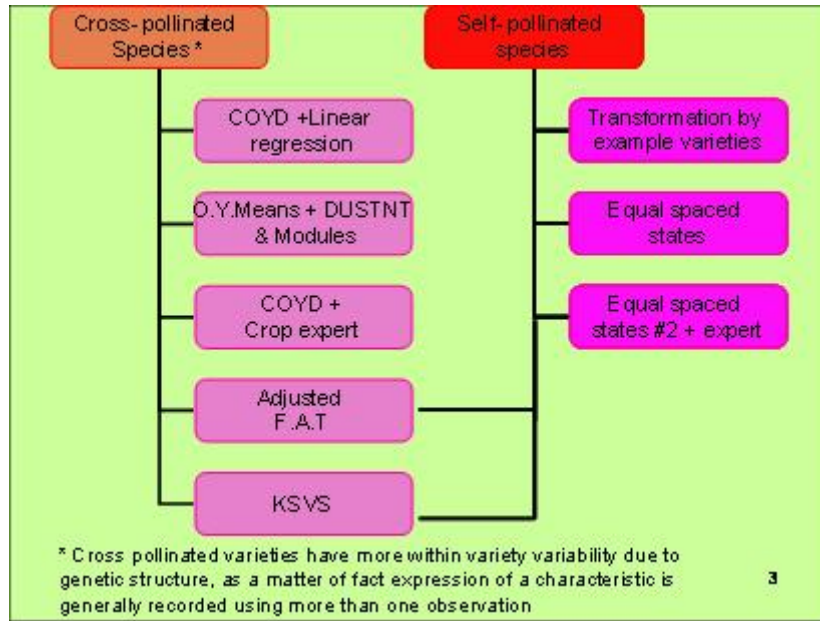 Cross-pollinated
Species *
Self-pollinated
species
COYD +Linear
regression
Transformation by
example varieties
O.Y.Means + DUSTNT
& Modules
Equal spaced
states
COYD +
Crop expert
Equal spaced
states #2 + expert
Adjusted
F.A.T
KSVS
* Cross pollinated varieties have more within variety variability due to
genetic structure, as a matter of fact expression of a characteristic is
generally recorded using more than one observation
3